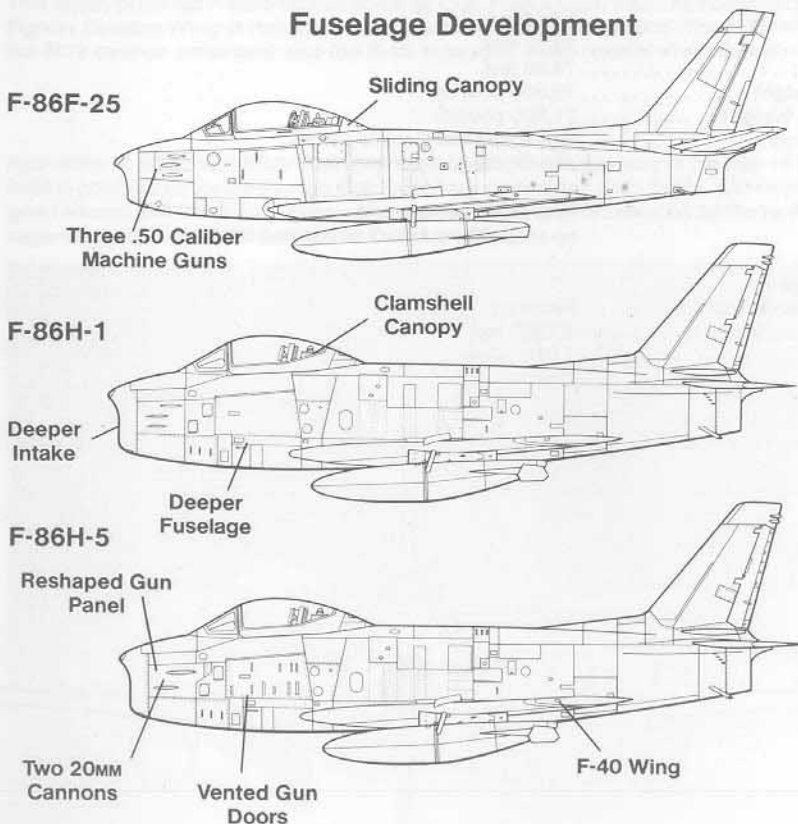 Fuselage Development
F-86F-25
Sliding Canopy
Three .50 Caliber
Machine Guns
F-86H-1
Clamshell
Canopy
Deeper
Intake
Deeper
Fuselage
F-86H-5
Reshaped Gun
Panel
Two 20MM
Cannons
Vented Gun
Doors
F-40 Wing